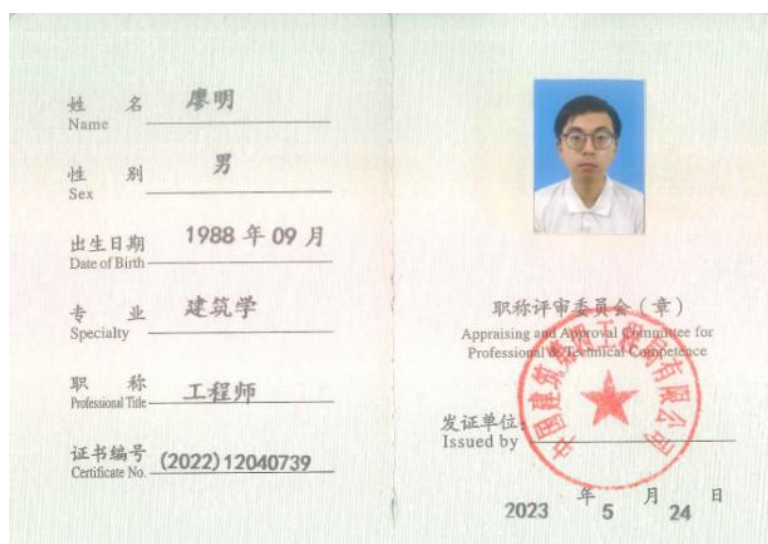 姓 名 廖明
Name
性 别 男
Sex
出生日期 1988 年 09 月
Date of Birth
专 业 建筑学
Specialty
职 称 工程师
Professional Title
证书编号 (2022)12040739
Certificate No.
职称评审委员会(章)
Appraising and Approval Committee for
Professional & Technical Competence
发证单位:
Issued by
2023 年 5 月 24 日